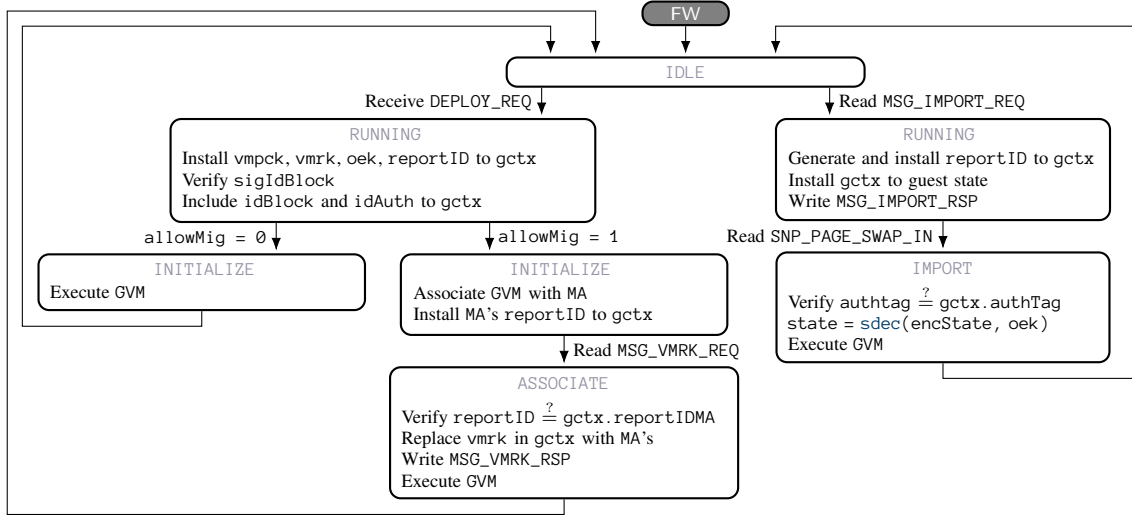 FW
IDLE
Receive DEPLOY_REQ
Read MSG_IMPORT_REQ
RUNNING
Install vmpck, vmrk, oek, reportID to gctx
Verify sigIdBlock
Include idBlock and idAuth to gctx
RUNNING
Generate and install reportID to gctx
Install gctx to guest state
Write MSG_IMPORT_RSP
allowMig = 0
allowMig = 1
Read SNP_PAGE_SWAP_IN
INITIALIZE
Execute GVM
INITIALIZE
Associate GVM with MA
Install MA's reportID to gctx
IMPORT
Verify authtag ≟ gctx.authTag
state = sdec(encState, oek)
Execute GVM
Read MSG_VMRK_REQ
ASSOCIATE
Verify reportID ≟ gctx.reportIDMA
Replace vmrk in gctx with MA's
Write MSG_VMRK_RSP
Execute GVM